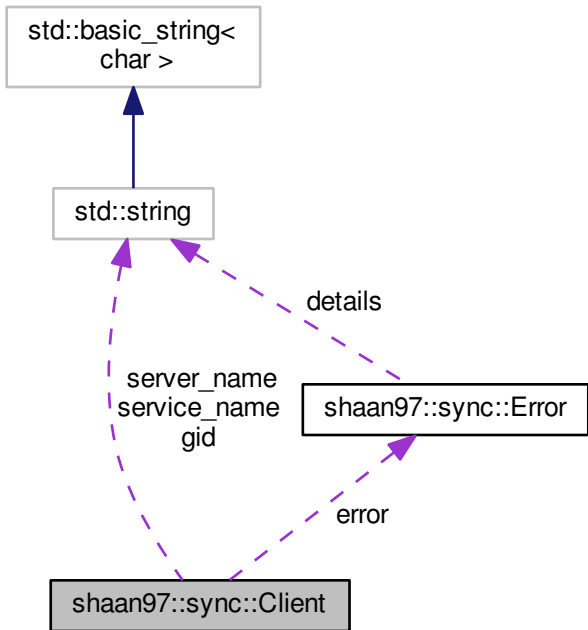 std::basic_string<
char >
std::string
details
server_name
service_name
gid
shaan97::sync::Error
error
shaan97::sync::Client